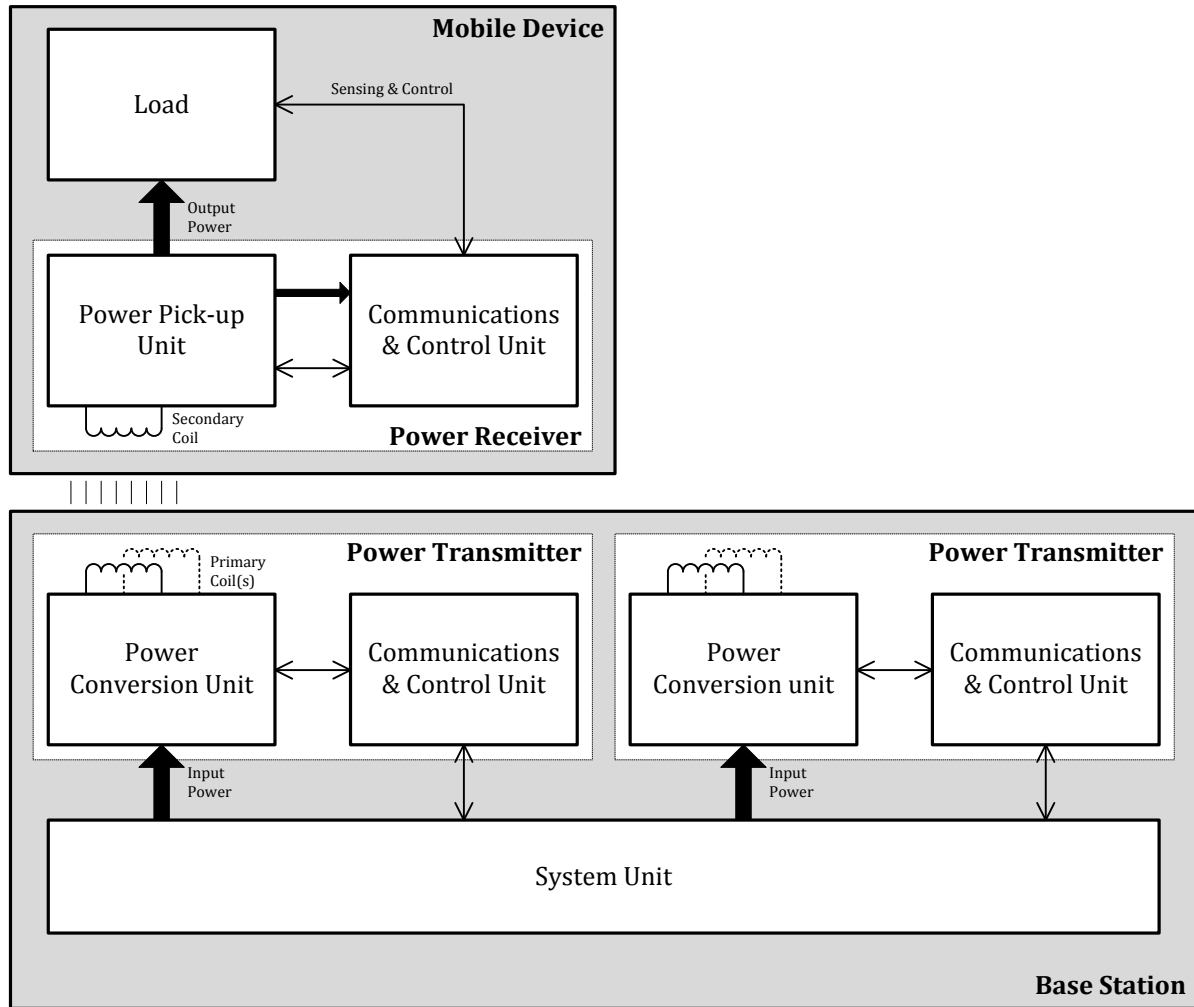 Mobile Device
Load
Sensing & Control
Output
Power
Power Pick-up
Unit
Communications
& Control Unit
Secondary
Coil
Power Receiver
Power Transmitter
Primary
Coil(s)
Power
Conversion Unit
Communications
& Control Unit
Input
Power
Power Transmitter
Power
Conversion unit
Communications
& Control Unit
Input
Power
System Unit
Base Station